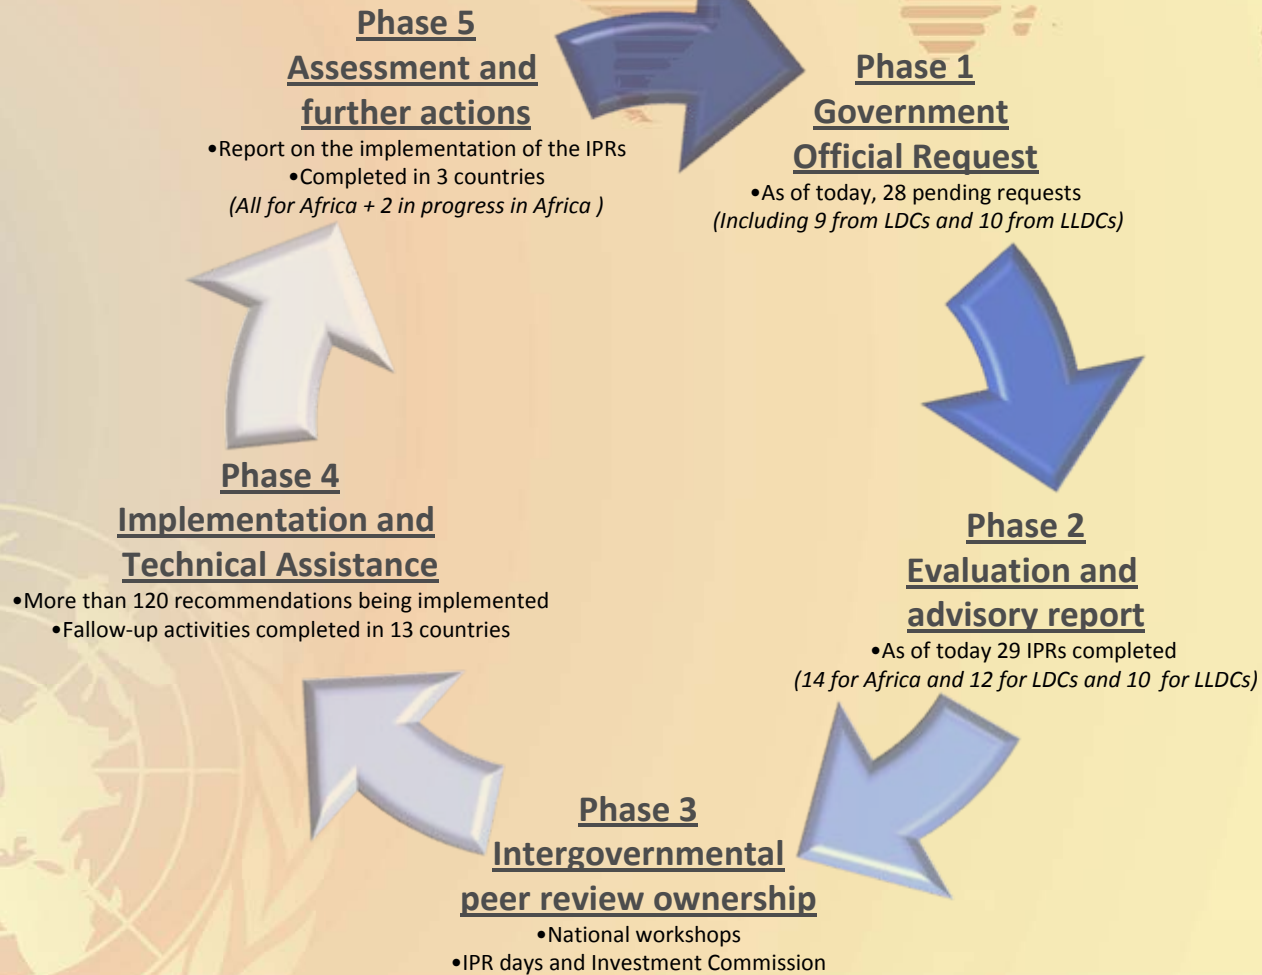 Phase 5
Assessment and
further actions
•Report on the implementation of the IPRs
•Completed in 3 countries
(All for Africa + 2 in progress in Africa )
Phase 1
Government
Official Request
•As of today, 28 pending requests
(Including 9 from LDCs and 10 from LLDCs)
Phase 2
Evaluation and
advisory report
•As of today 29 IPRs completed
(14 for Africa and 12 for LDCs and 10  for LLDCs)
Phase 3
Intergovernmental
peer review ownership
•National workshops
•IPR days and Investment Commission
Phase 4
Implementation and
Technical Assistance
•More than 120 recommendations being implemented
•Fallow-up activities completed in 13 countries